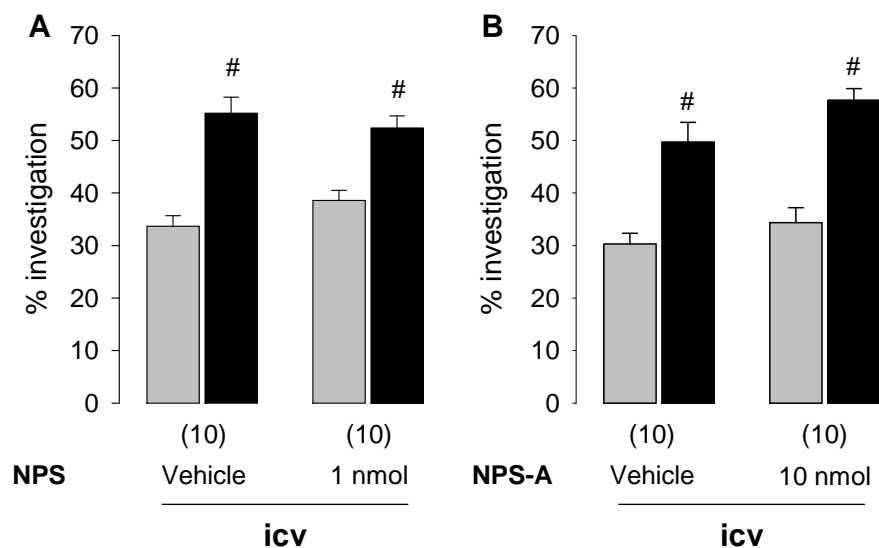 A
70
60
50
40
30
20
10
0
% investigation
#
#
(10)
(10)
NPS
Vehicle
1 nmol
icv
B
70
60
50
40
30
20
10
0
% investigation
#
#
(10)
(10)
NPS-A
Vehicle
10 nmol
icv